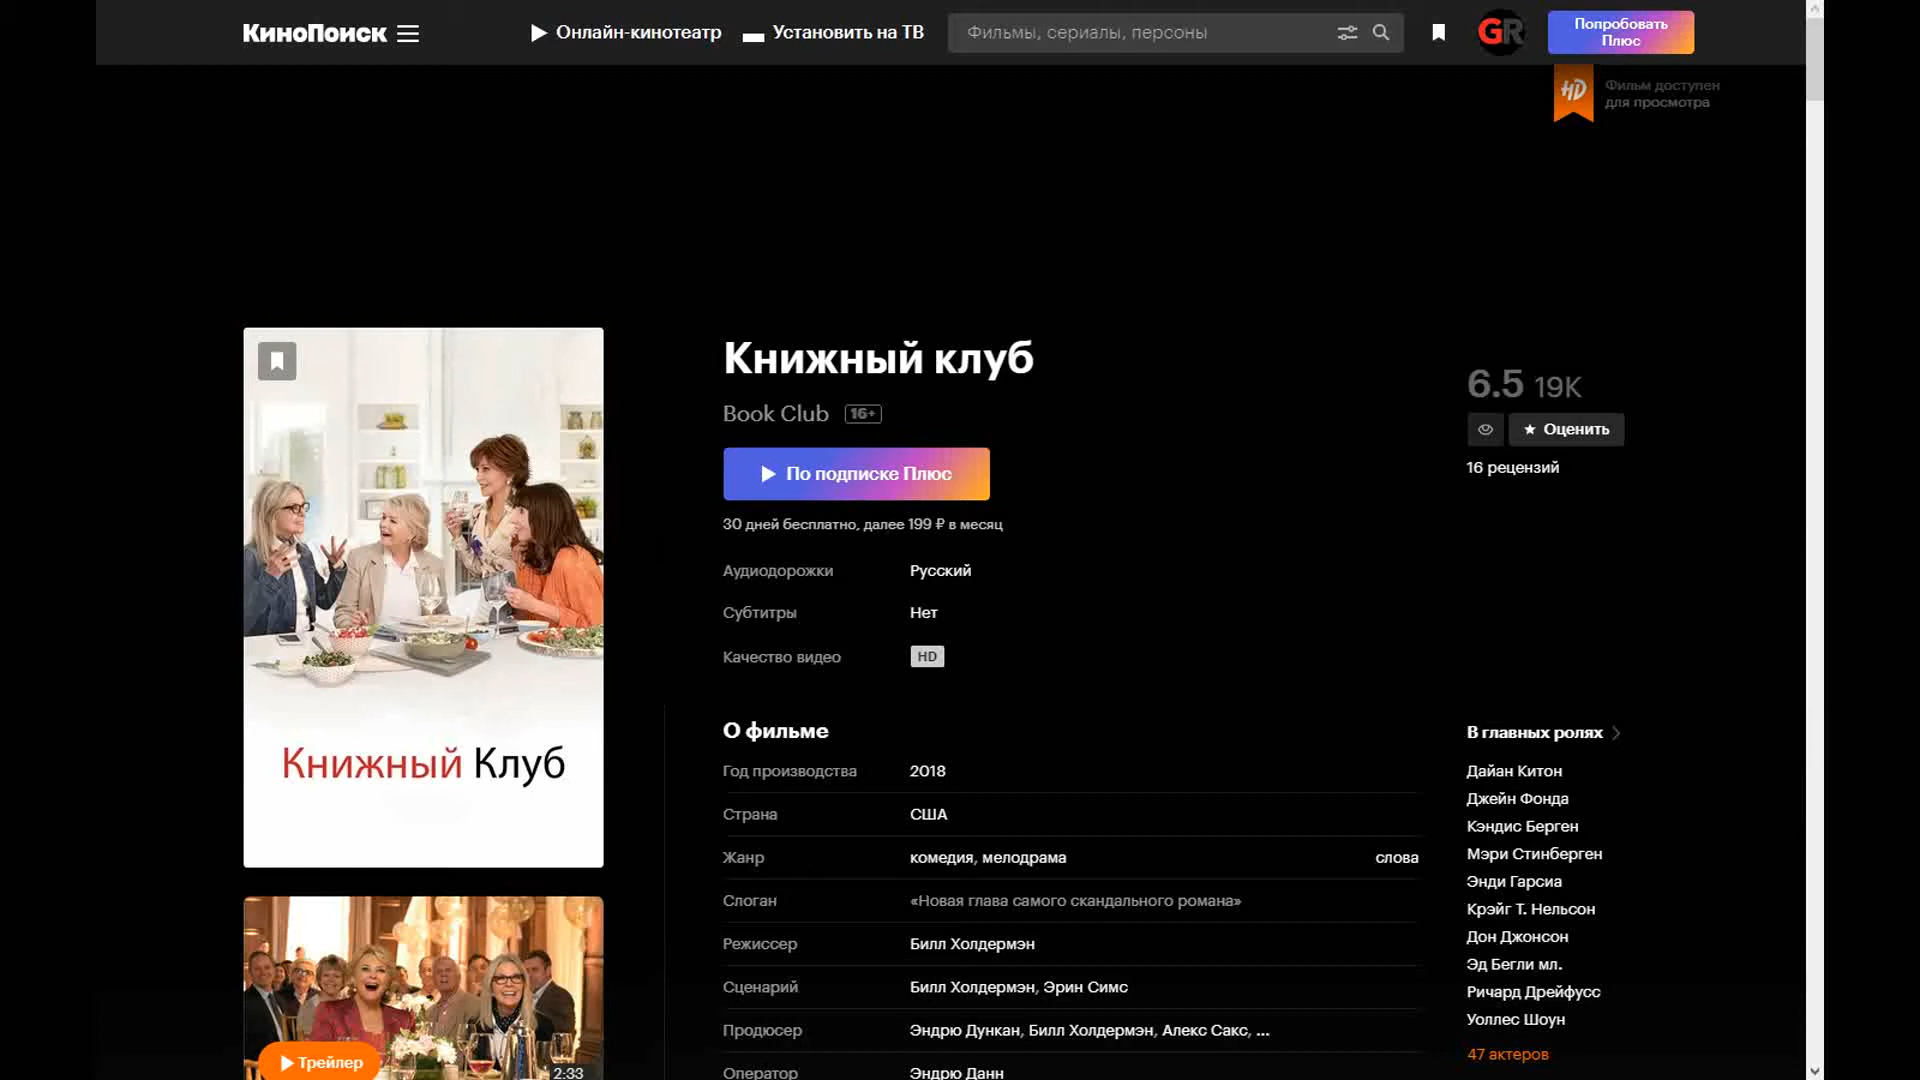 КиноПоиск
Онлайн-кинотеатр
Установить на ТВ
Фильмы, сериалы, персоны
GR
Попробовать
Плюс
HD
Фильм доступен
для просмотра
Книжный клуб
Book Club 16+
По подписке Плюс
30 дней бесплатно, далее 199 ₽ в месяц
Аудиодорожки Русский
Субтитры Нет
Качество видео HD
6.5 19K
Оценить
16 рецензий
Книжный Клуб
Трейлер
2:33
О фильме
Год производства 2018
Страна США
Жанр комедия, мелодрама слова
Слоган «Новая глава самого скандального романа»
Режиссер Билл Холдермэн
Сценарий Билл Холдермэн, Эрин Симс
Продюсер Эндрю Дункан, Билл Холдермэн, Алекс Сакс, ...
Оператор Эндрю Данн
В главных ролях
Дайан Китон
Джейн Фонда
Кэндис Берген
Мэри Стинберген
Энди Гарсиа
Крэйг Т. Нельсон
Дон Джонсон
Эд Бегли мл.
Ричард Дрейфусс
Уоллес Шоун
47 актеров